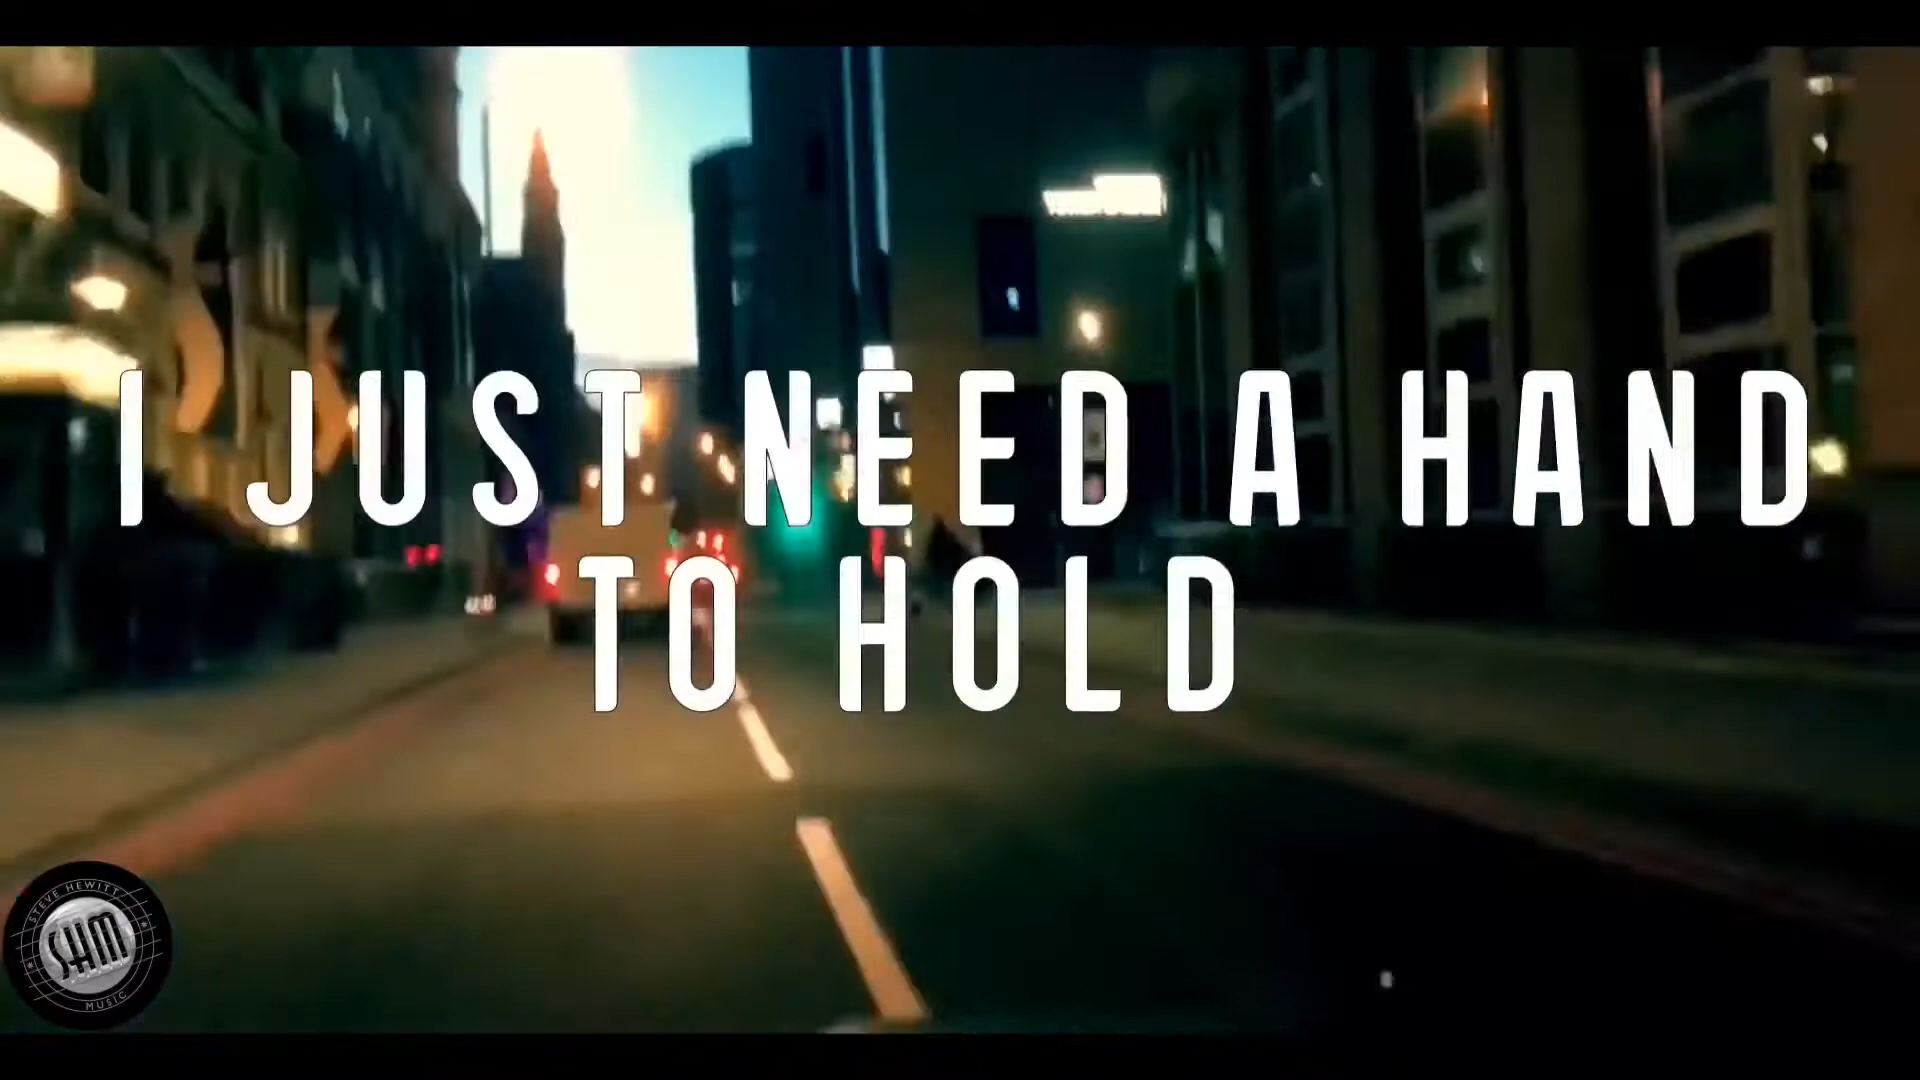 I JUST NEED A HAND
TO HOLD
STEVE HEWITT
SHM
MUSIC